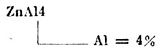 ZnAl4
Al = 4%